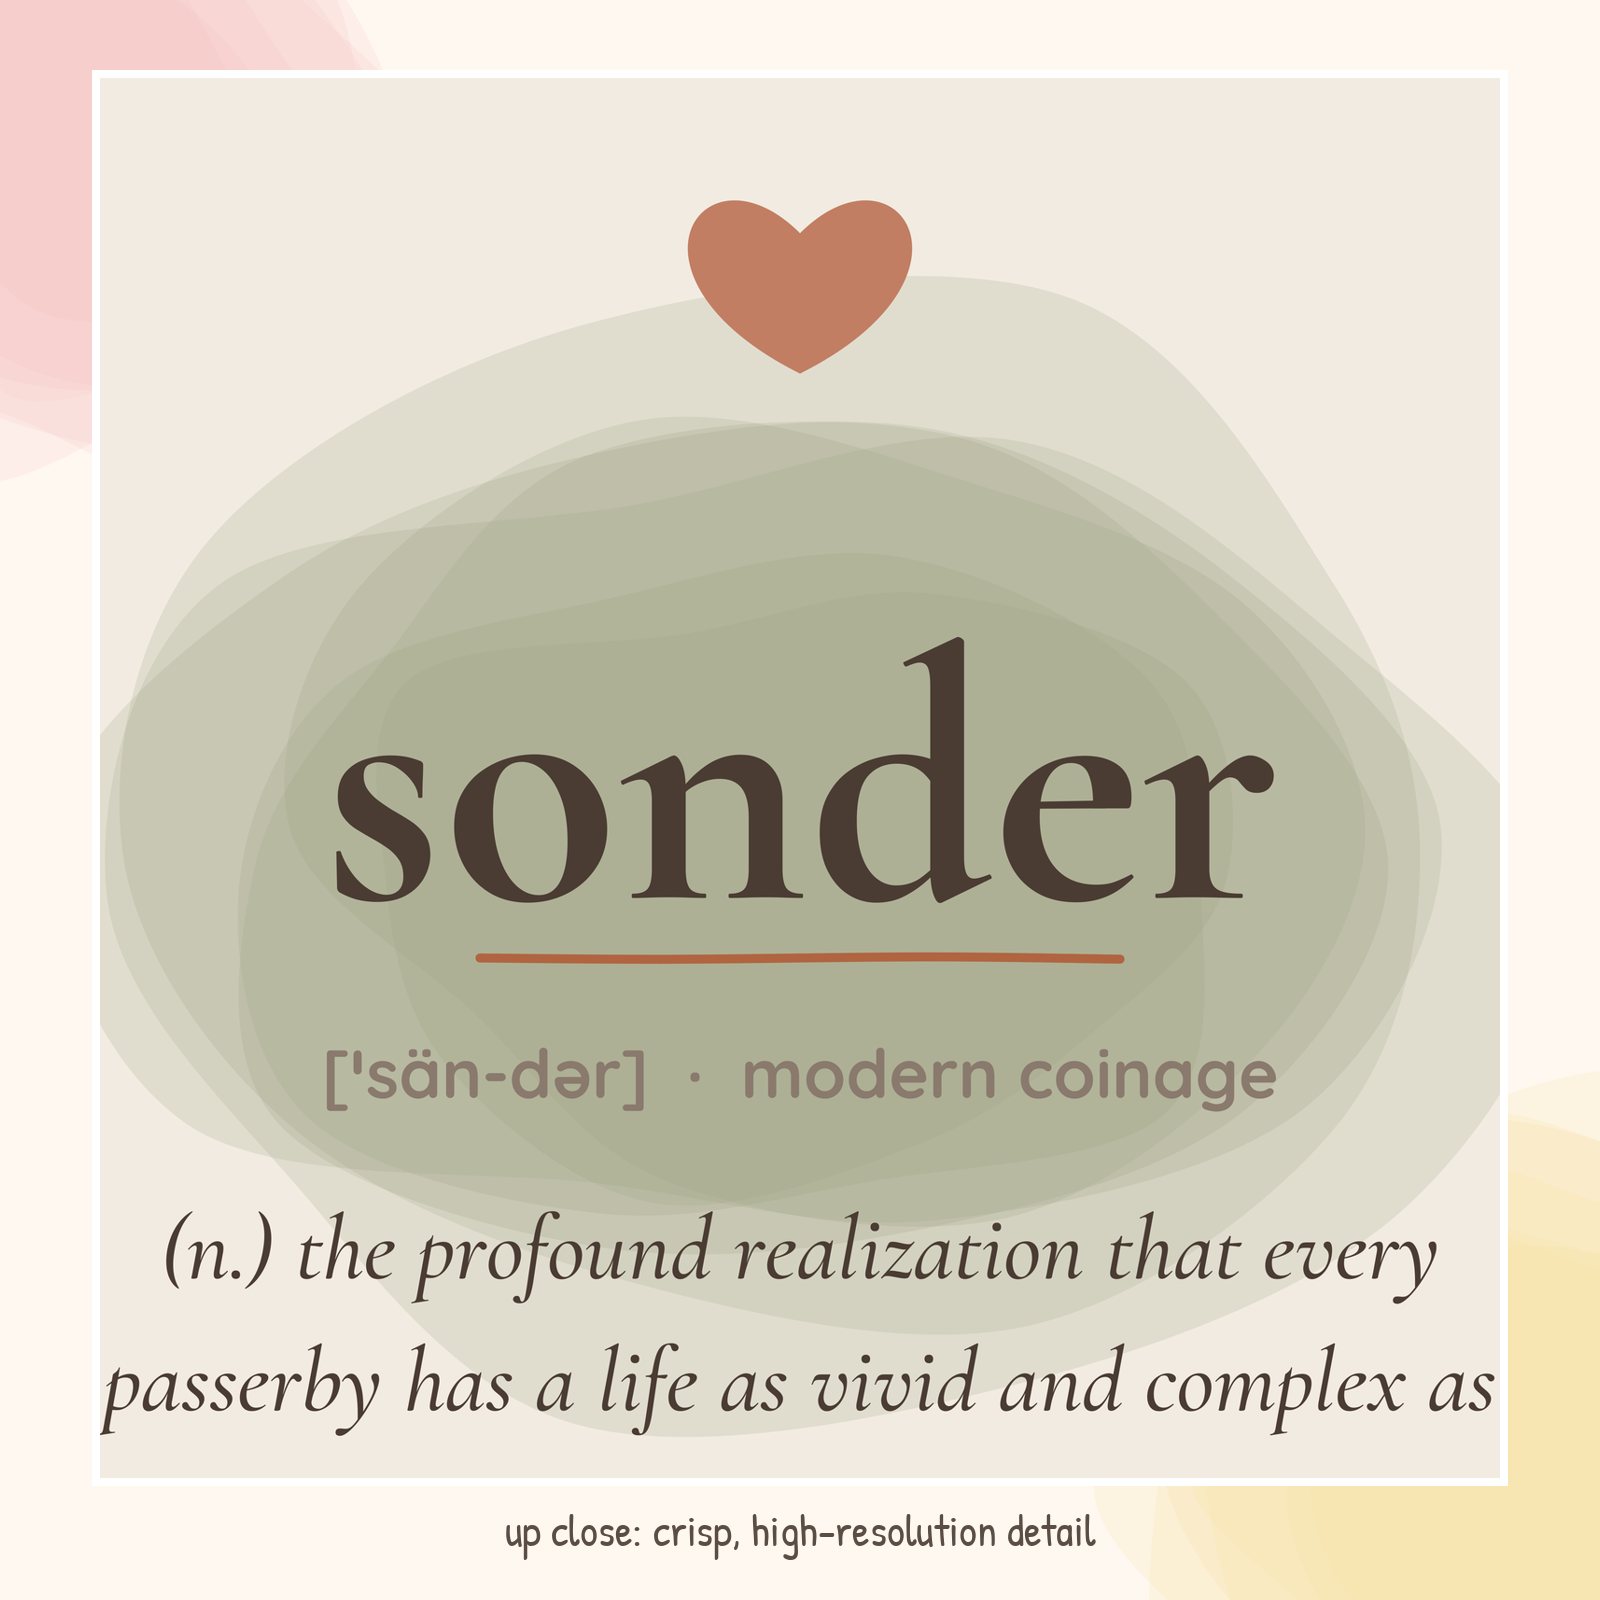 sonder
[ˈsän-dər] · modern coinage
(n.) the profound realization that every
passerby has a life as vivid and complex as
up close: crisp, high-resolution detail